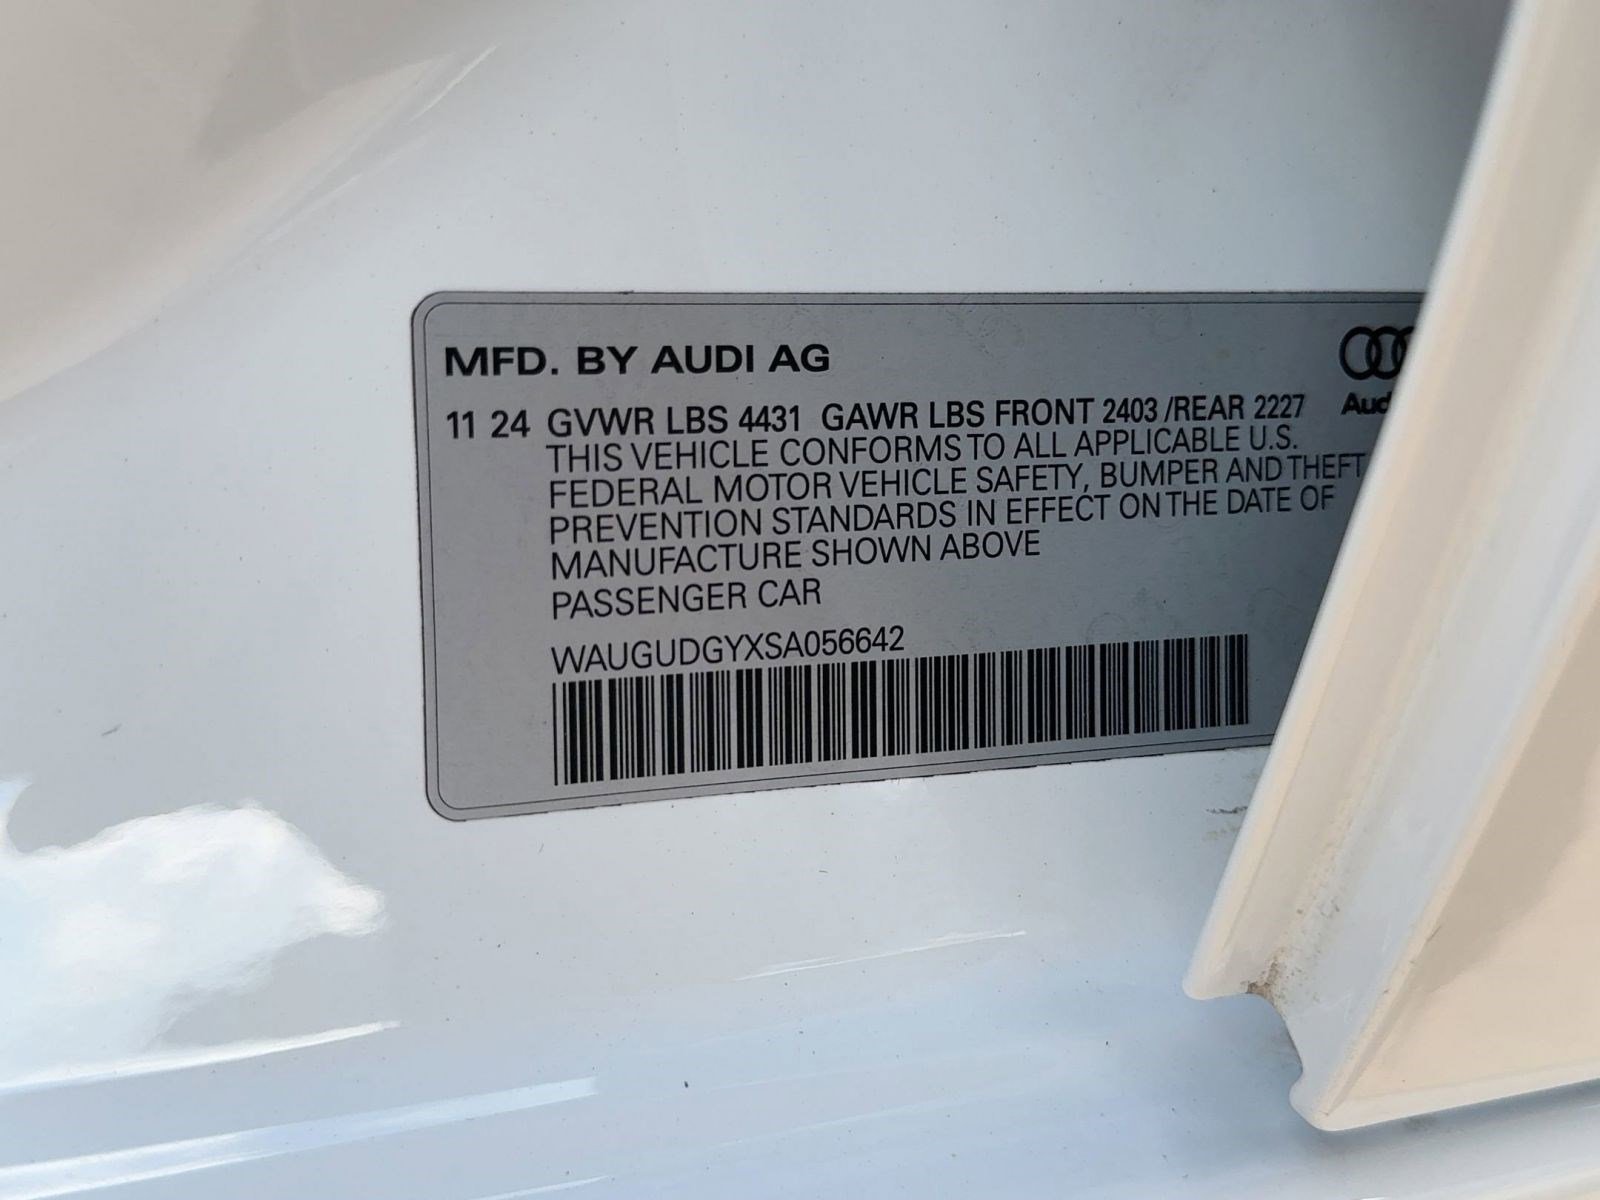 MFD. BY AUDI AG
11 24 GVWR LBS 4431 GAWR LBS FRONT 2403 /REAR 2227
THIS VEHICLE CONFORMS TO ALL APPLICABLE U.S.
FEDERAL MOTOR VEHICLE SAFETY, BUMPER AND THEFT
PREVENTION STANDARDS IN EFFECT ON THE DATE OF
MANUFACTURE SHOWN ABOVE
PASSENGER CAR
WAUGUDGYXSA056642
Aud